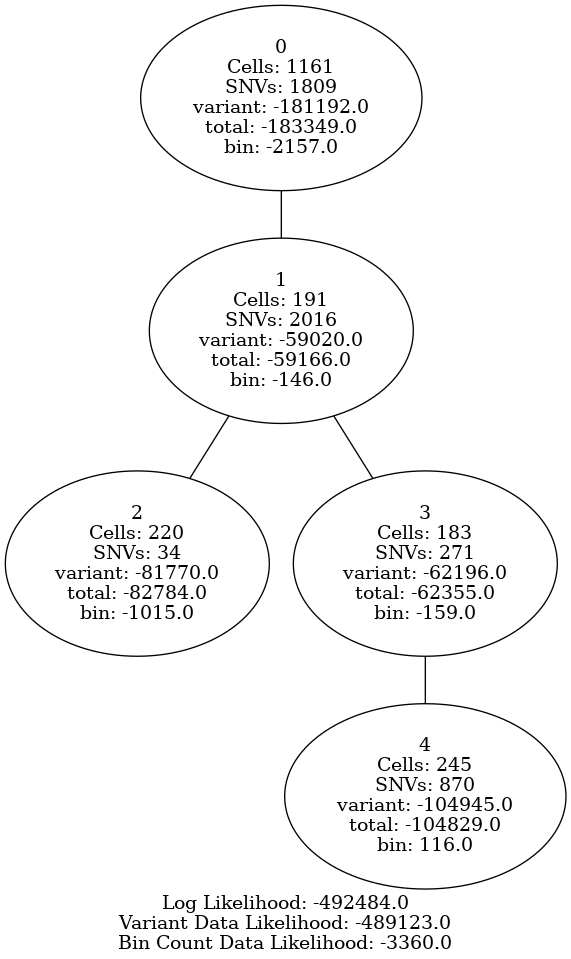 0
Cells: 1161
SNVs: 1809
variant: -181192.0
total: -183349.0
bin: -2157.0
1
Cells: 191
SNVs: 2016
variant: -59020.0
total: -59166.0
bin: -146.0
2
Cells: 220
SNVs: 34
variant: -81770.0
total: -82784.0
bin: -1015.0
3
Cells: 183
SNVs: 271
variant: -62196.0
total: -62355.0
bin: -159.0
4
Cells: 245
SNVs: 870
variant: -104945.0
total: -104829.0
bin: 116.0
Log Likelihood: -492484.0
Variant Data Likelihood: -489123.0
Bin Count Data Likelihood: -3360.0